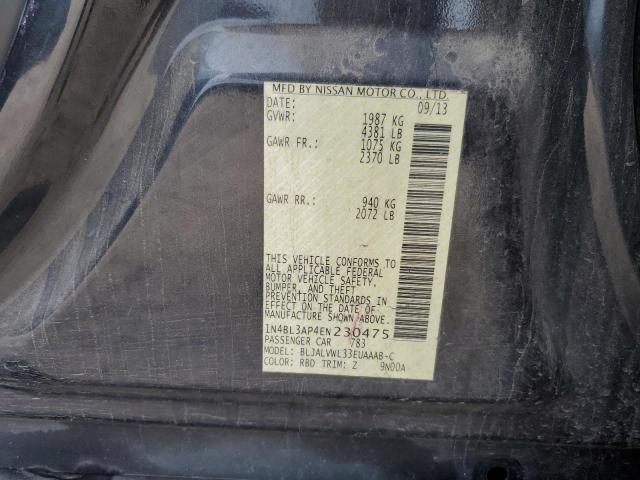 MFD BY NISSAN MOTOR CO., LTD.
DATE: 09/13
GVWR: 1987 KG
4381 LB
GAWR FR.: 1075 KG
2370 LB
GAWR RR.: 940 KG
2072 LB
THIS VEHICLE CONFORMS TO
ALL APPLICABLE FEDERAL
MOTOR VEHICLE SAFETY,
BUMPER, AND THEFT
PREVENTION STANDARDS IN
EFFECT ON THE DATE OF
MANUFACTURE SHOWN ABOVE.
1N4BL3AP4EN230475
PASSENGER CAR 783
MODEL: BLJALVWL33EUAAAB-C
COLOR: RBD TRIM: Z 9N00A